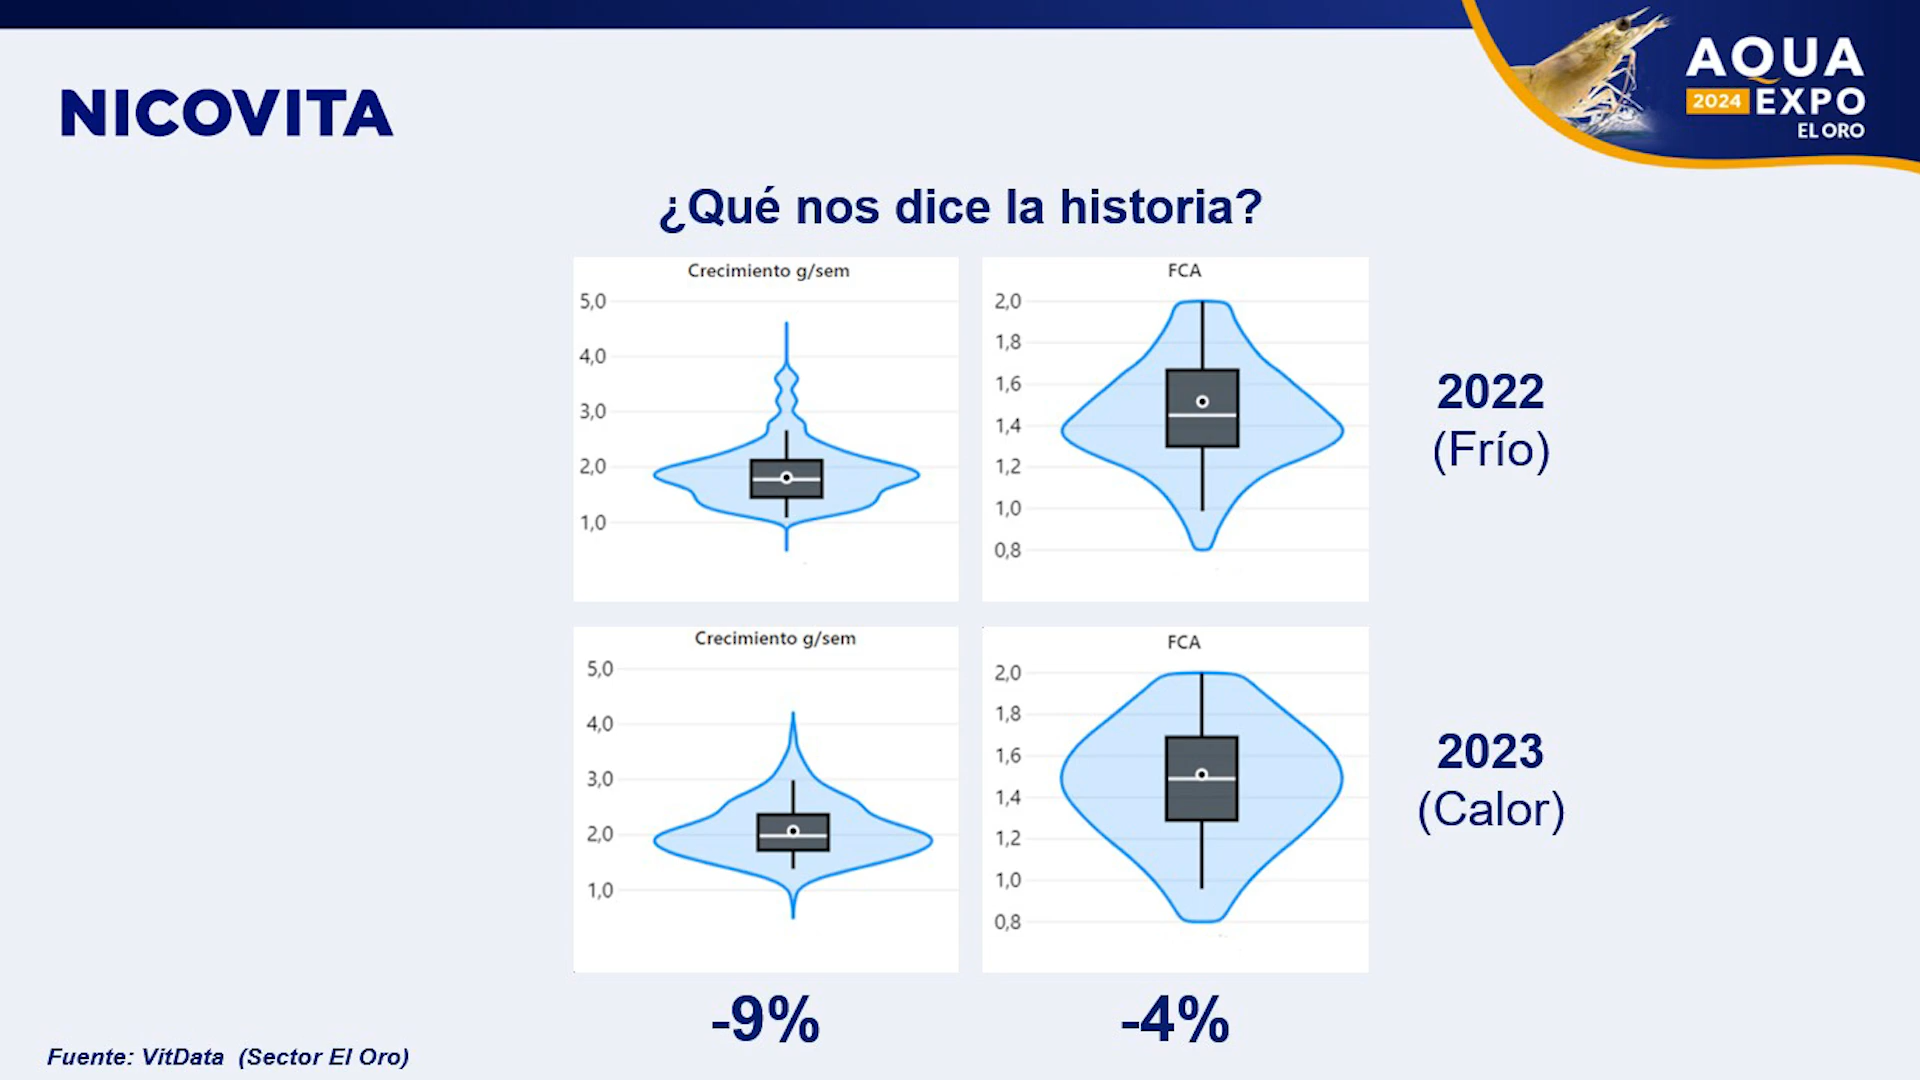 NICOVITA
AQUA
2024 EXPO
EL ORO
¿Qué nos dice la historia?
Crecimiento g/sem
5,0
4,0
3,0
2,0
1,0
FCA
2,0
1,8
1,6
1,4
1,2
1,0
0,8
2022
(Frío)
Crecimiento g/sem
5,0
4,0
3,0
2,0
1,0
FCA
2,0
1,8
1,6
1,4
1,2
1,0
0,8
2023
(Calor)
-9%
-4%
Fuente: VitData (Sector El Oro)